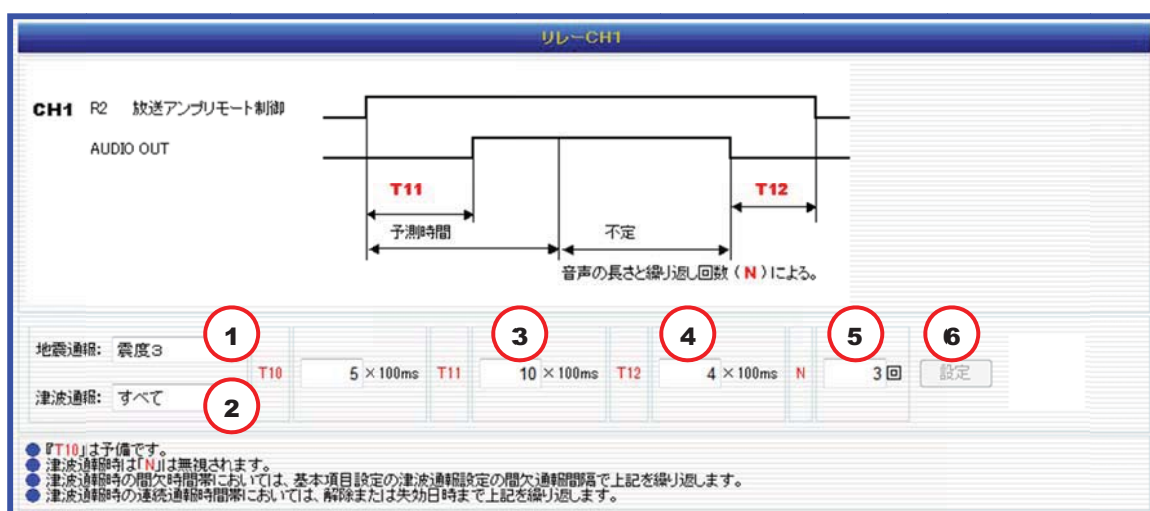 リレーCH1
CH1 R2 放送アンプリモート制御
AUDIO OUT
T11
T12
予測時間
不定
音声の長さと繰り返し回数(N)による。
1
3
4
5
6
地震通報: 震度3
T10 5 ×100ms T11 10 ×100ms T12 4 ×100ms N 3 回 設定
津波通報: すべて
2
●『T10』は予備です。
●津波通報時は「N」は無視されます。
●津波通報時の間欠時間帯においては、基本項目設定の津波通報設定の間欠通報間隔で上記を繰り返します。
●津波通報時の連続通報時間帯においては、解除または失効日時まで上記を繰り返します。